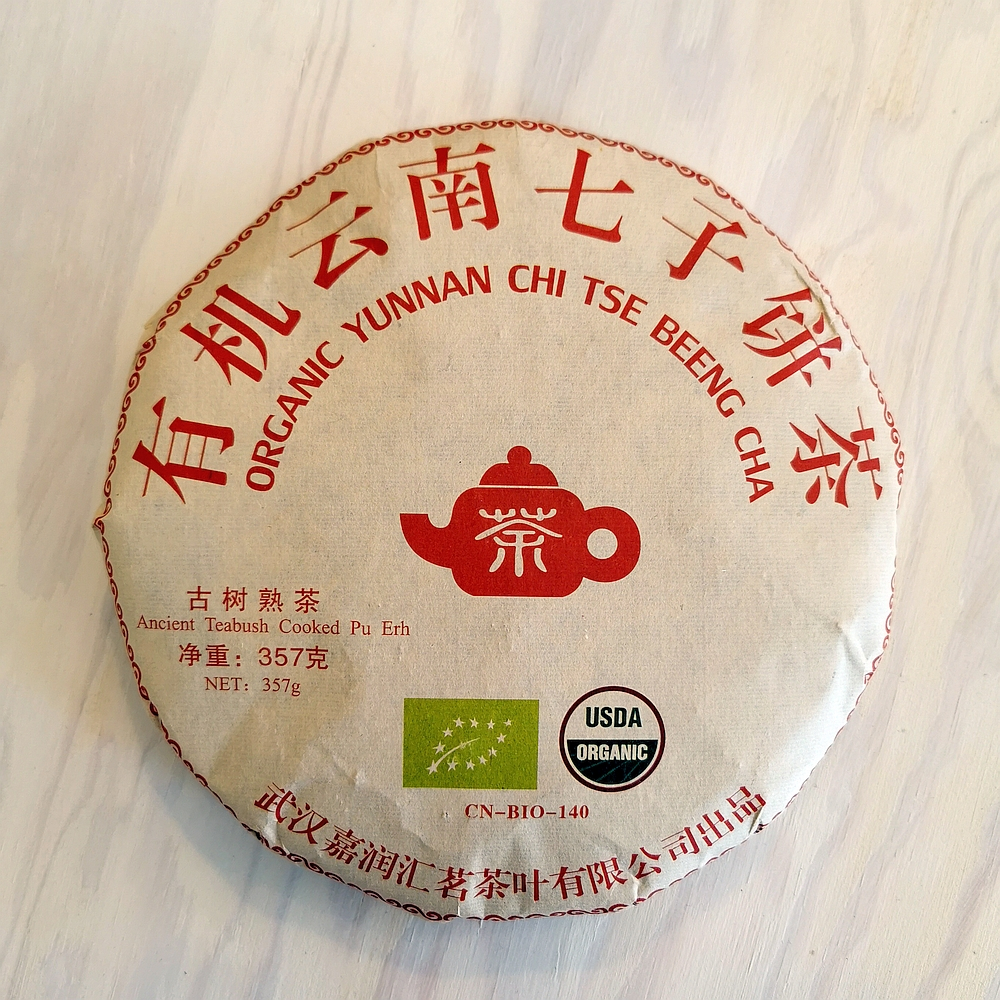 有机云南七子饼茶
ORGANIC YUNNAN CHI TSE BEENG CHA
茶
古树熟茶
Ancient Teabush Cooked Pu Erh
净重：357克
NET：357g
USDA
ORGANIC
CN-BIO-140
武汉嘉润汇茗茶叶有限公司出品